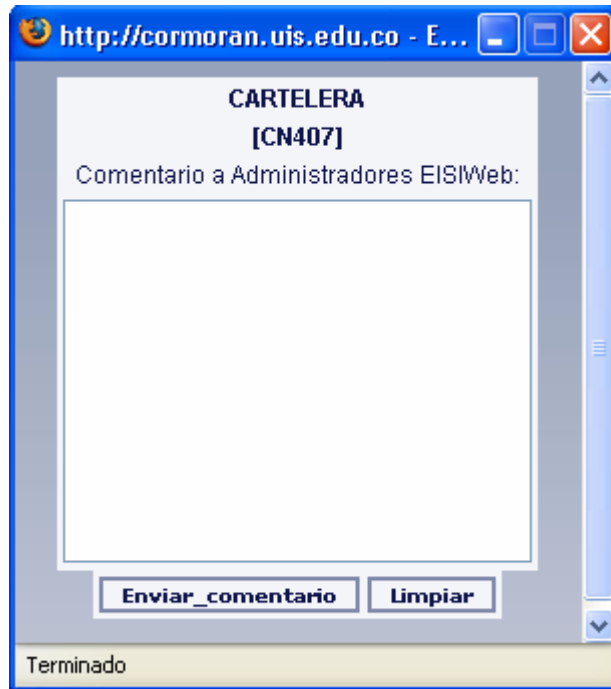 http://cormoran.uis.edu.co - E...
CARTELERA
[CN407]
Comentario a Administradores EISIWeb:
Enviar_comentario Limpiar
Terminado